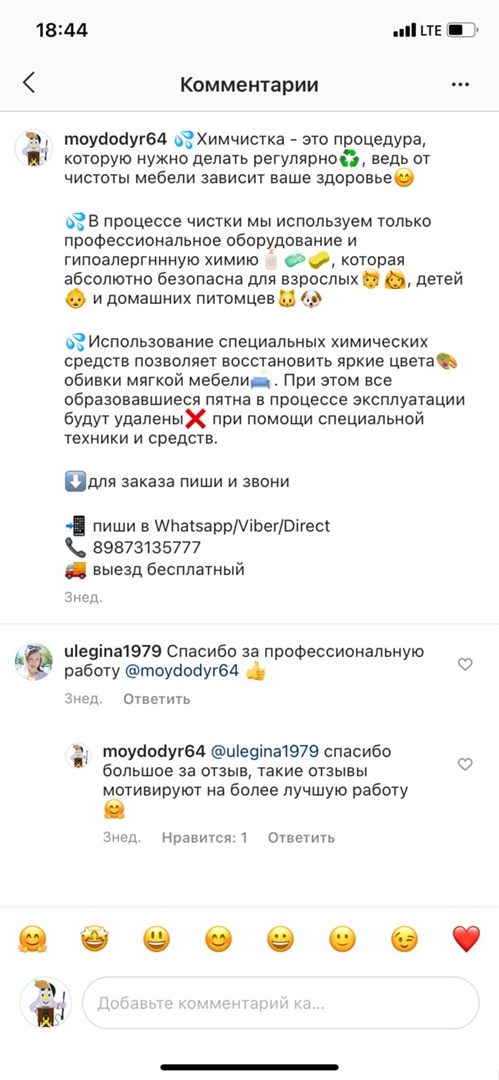 18:44
LTE
Комментарии
moydodyr64 💦Химчистка - это процедура,
которую нужно делать регулярно♻️, ведь от
чистоты мебели зависит ваше здоровье😊
💦В процессе чистки мы используем только
профессиональное оборудование и
гипоалергннную химию🧴🧼🧽, которая
абсолютно безопасна для взрослых🧑👩, детей
👶 и домашних питомцев🐱🐶
💦Использование специальных химических
средств позволяет восстановить яркие цвета🎨
обивки мягкой мебели🛋️. При этом все
образовавшиеся пятна в процессе эксплуатации
будут удалены❌ при помощи специальной
техники и средств.
⬇️для заказа пиши и звони
📲 пиши в Whatsapp/Viber/Direct
📞 89873135777
🚚 выезд бесплатный
3нед.
ulegina1979 Спасибо за профессиональную
работу @moydodyr64 👍
3нед. Ответить
moydodyr64 @ulegina1979 спасибо
большое за отзыв, такие отзывы
мотивируют на более лучшую работу
🤗
3нед. Нравится: 1 Ответить
🤗 🤩 😃 😊 😀 🙂 😉 ❤️
Добавьте комментарий ка...